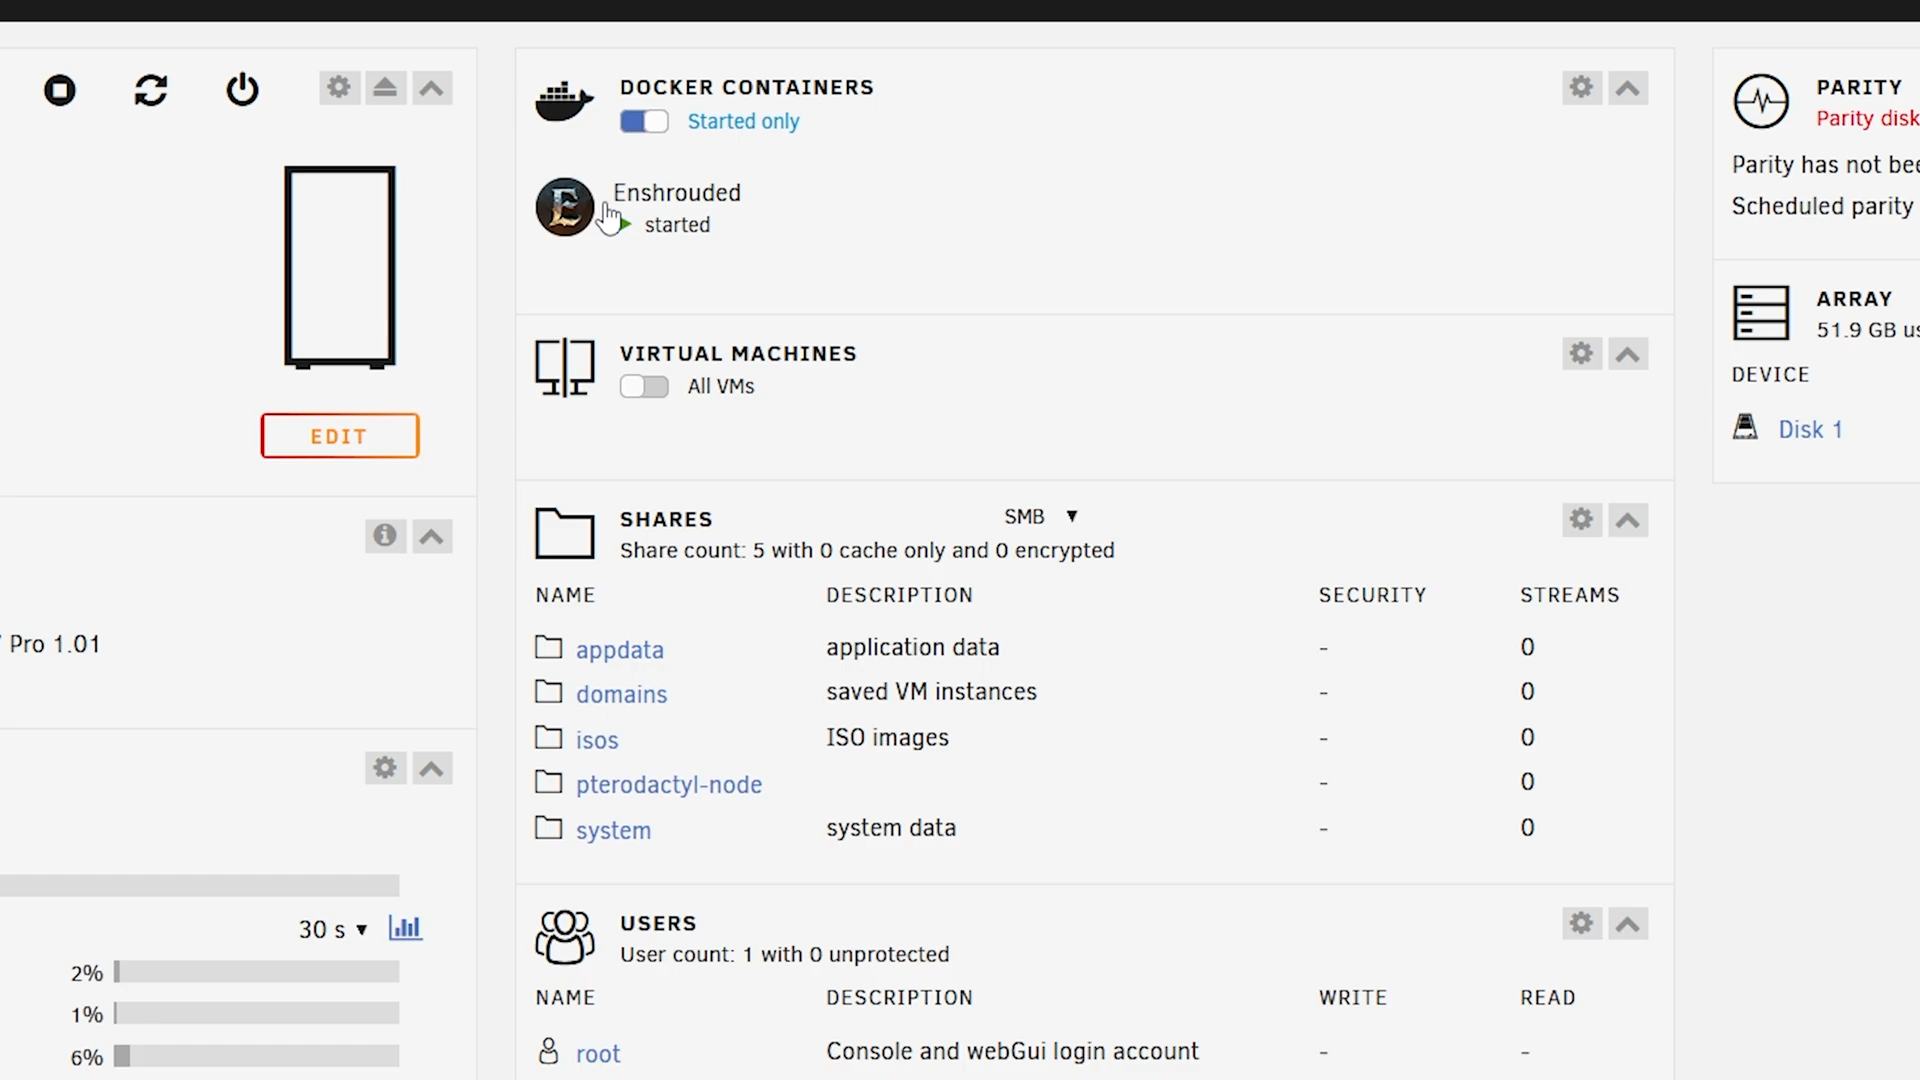 EDIT
Pro 1.01
30 s ▼
2%
1%
6%
DOCKER CONTAINERS
Started only
Enshrouded
started
VIRTUAL MACHINES
All VMs
SHARES SMB ▼
Share count: 5 with 0 cache only and 0 encrypted
NAME DESCRIPTION SECURITY STREAMS
appdata application data - 0
domains saved VM instances - 0
isos ISO images - 0
pterodactyl-node - 0
system system data - 0
USERS
User count: 1 with 0 unprotected
NAME DESCRIPTION WRITE READ
root Console and webGui login account - -
PARITY
Parity disk
Parity has not
Scheduled parity
ARRAY
51.9 GB
DEVICE
Disk 1